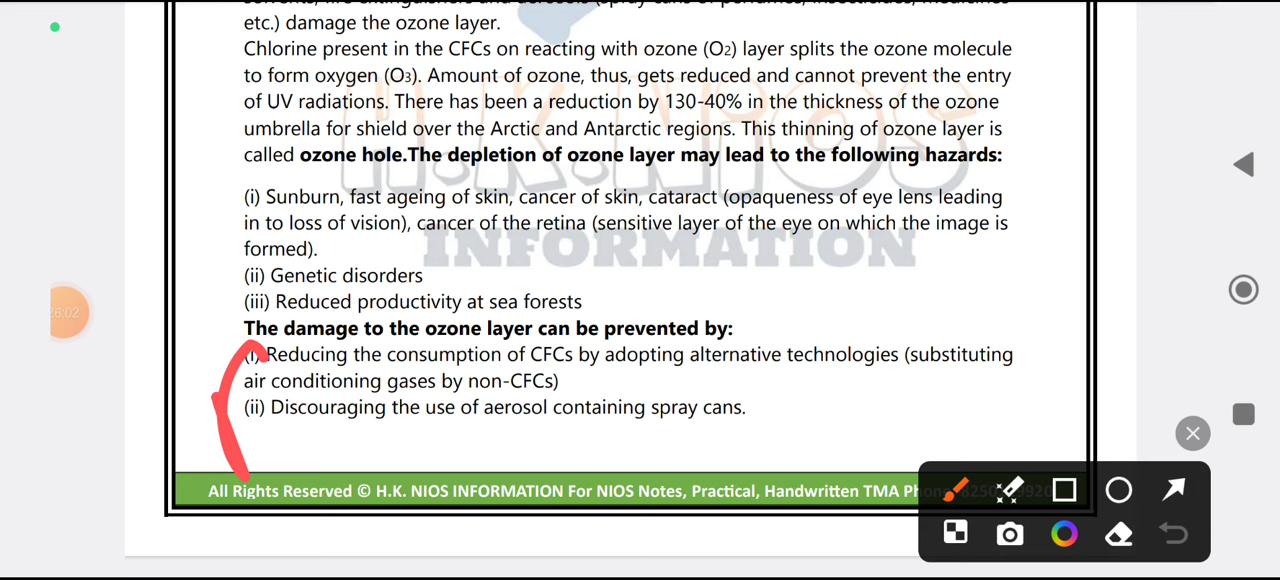 etc.) damage the ozone layer.
Chlorine present in the CFCs on reacting with ozone (O2) layer splits the ozone molecule
to form oxygen (O3). Amount of ozone, thus, gets reduced and cannot prevent the entry
of UV radiations. There has been a reduction by 130-40% in the thickness of the ozone
umbrella for shield over the Arctic and Antarctic regions. This thinning of ozone layer is
called ozone hole.The depletion of ozone layer may lead to the following hazards:
(i) Sunburn, fast ageing of skin, cancer of skin, cataract (opaqueness of eye lens leading
in to loss of vision), cancer of the retina (sensitive layer of the eye on which the image is
formed).
(ii) Genetic disorders
(iii) Reduced productivity at sea forests
The damage to the ozone layer can be prevented by:
(i) Reducing the consumption of CFCs by adopting alternative technologies (substituting
air conditioning gases by non-CFCs)
(ii) Discouraging the use of aerosol containing spray cans.
All Rights Reserved © H.K. NIOS INFORMATION For NIOS Notes, Practical, Handwritten TMA
H.K.NIOS
INFORMATION
26:02